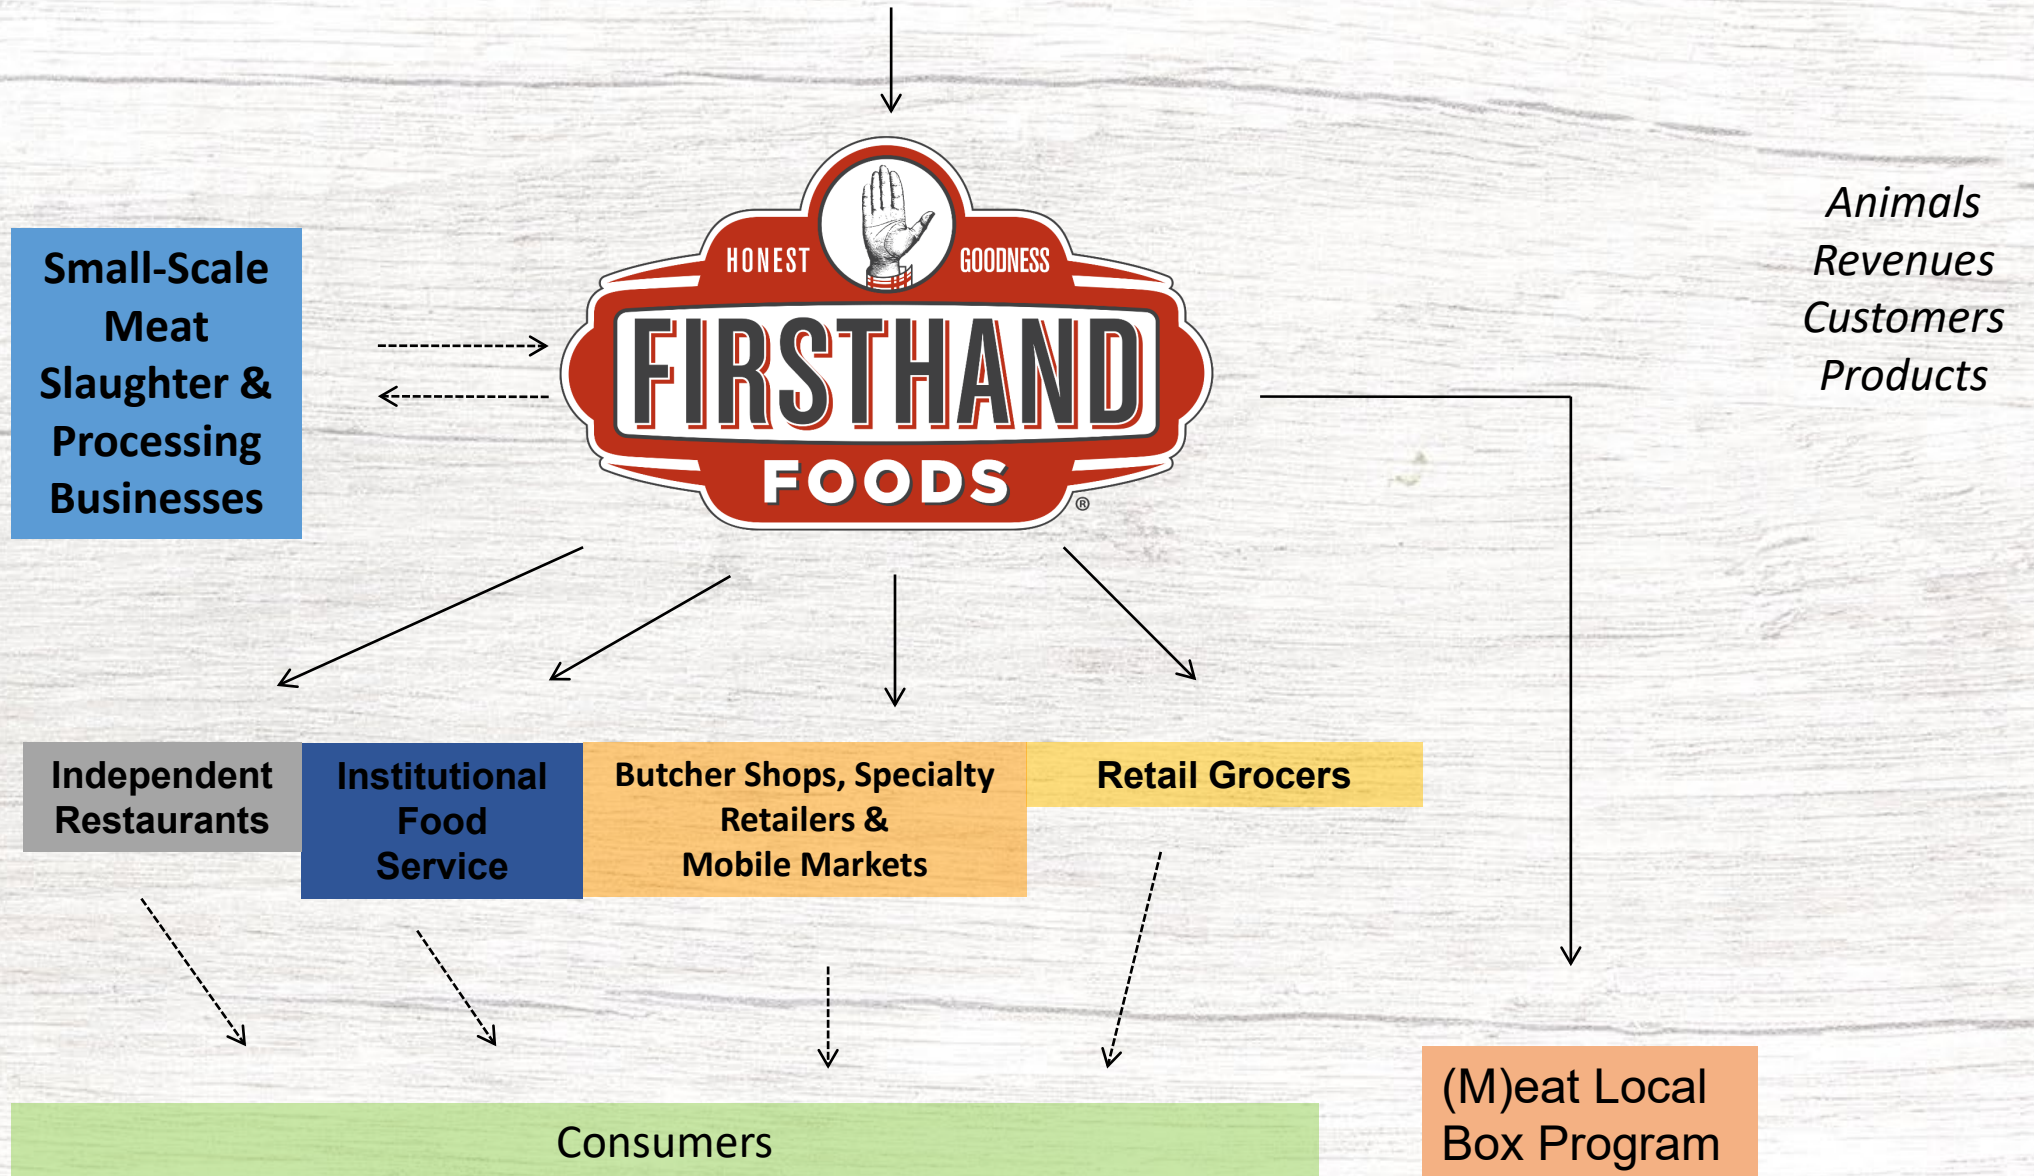 HONEST GOODNESS
FIRSTHAND
FOODS
®
Small-Scale
Meat
Slaughter &
Processing
Businesses
Animals
Revenues
Customers
Products
Independent
Restaurants
Institutional
Food
Service
Butcher Shops, Specialty
Retailers &
Mobile Markets
Retail Grocers
Consumers
(M)eat Local
Box Program